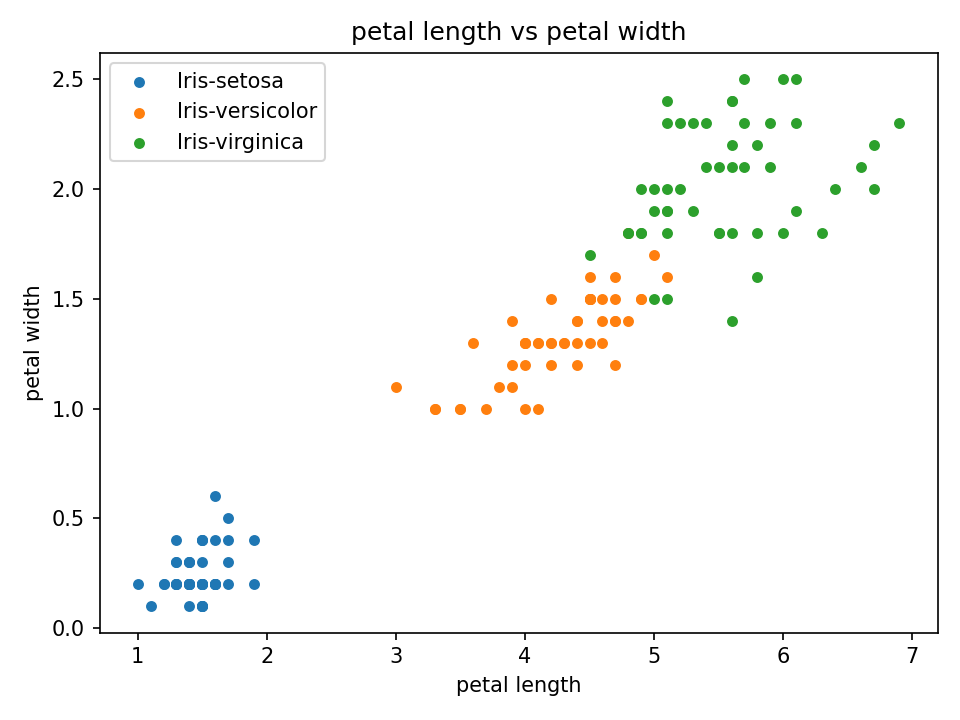 petal length vs petal width
Iris-setosa
Iris-versicolor
Iris-virginica
petal width
2.5
2.0
1.5
1.0
0.5
0.0
1 2 3 4 5 6 7
petal length